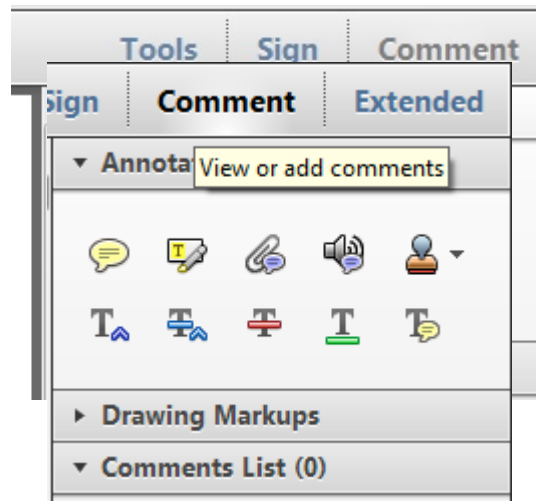 Tools Sign Comment
Sign Comment Extended
Annota View or add comments
T
T T T T T
Drawing Markups
Comments List (0)